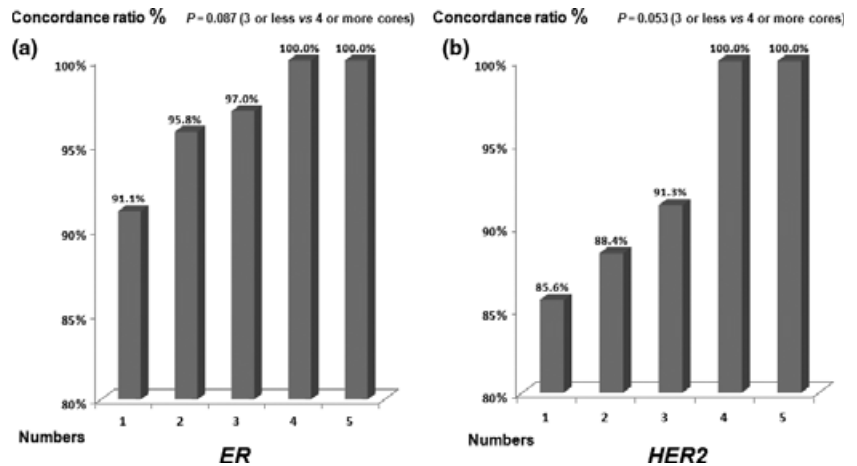 Concordance ratio % P = 0.087 (3 or less vs 4 or more cores)
(a)
100%
95%
90%
85%
80%
91.1%
95.8%
97.0%
100.0%
100.0%
1 2 3 4 5
Numbers
ER
Concordance ratio % P = 0.053 (3 or less vs 4 or more cores)
(b)
100%
95%
90%
85%
80%
85.6%
88.4%
91.3%
100.0%
100.0%
1 2 3 4 5
Numbers
HER2